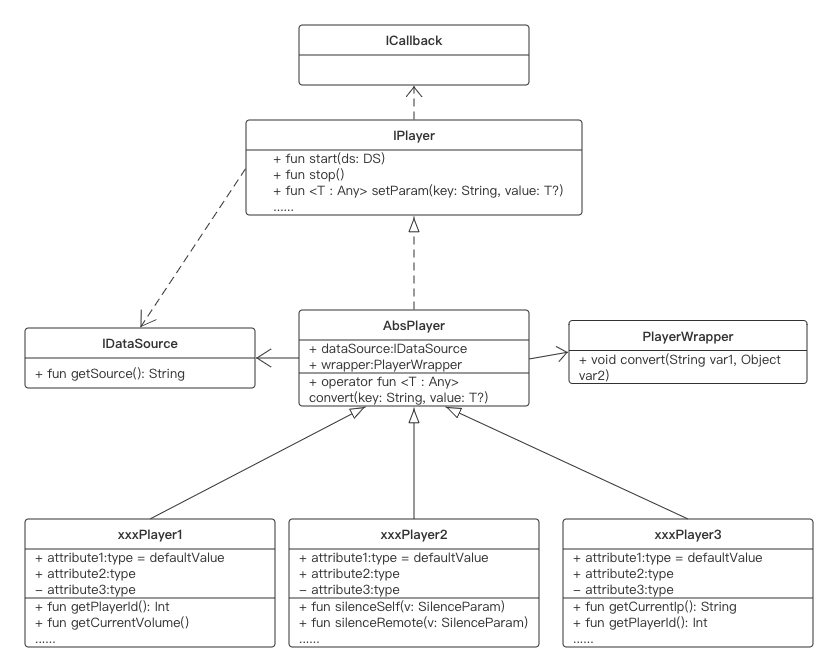 ICallback
IPlayer
+ fun start(ds: DS)
+ fun stop()
+ fun <T : Any> setParam(key: String, value: T?)
......
IDataSource
+ fun getSource(): String
AbsPlayer
+ dataSource:IDataSource
+ wrapper:PlayerWrapper
+ operator fun <T : Any>
convert(key: String, value: T?)
PlayerWrapper
+ void convert(String var1, Object
var2)
xxxPlayer1
+ attribute1:type = defaultValue
+ attribute2:type
− attribute3:type
+ fun getPlayerId(): Int
+ fun getCurrentVolume()
......
xxxPlayer2
+ attribute1:type = defaultValue
+ attribute2:type
− attribute3:type
+ fun silenceSelf(v: SilenceParam)
+ fun silenceRemote(v: SilenceParam)
......
xxxPlayer3
+ attribute1:type = defaultValue
+ attribute2:type
− attribute3:type
+ fun getCurrentIp(): String
+ fun getPlayerId(): Int
......